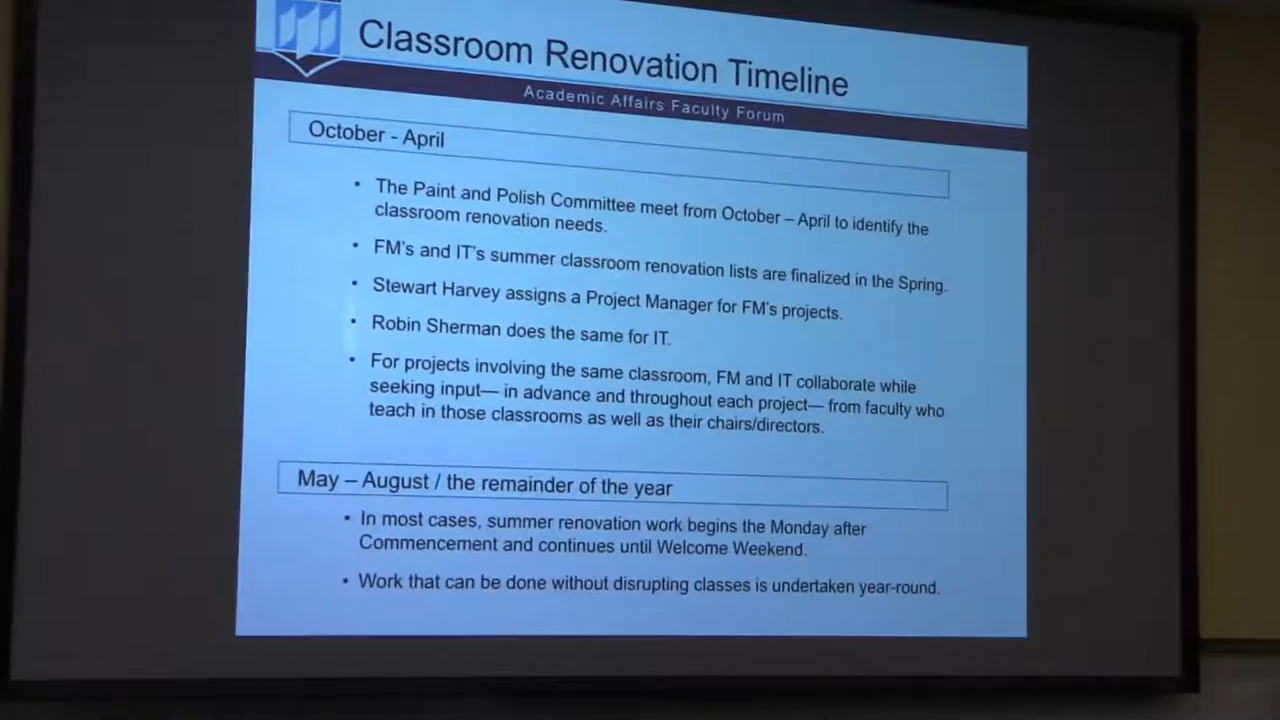 Classroom Renovation Timeline
Academic Affairs Faculty Forum
October - April
• The Paint and Polish Committee meet from October – April to identify the
classroom renovation needs.
• FM's and IT's summer classroom renovation lists are finalized in the Spring.
• Stewart Harvey assigns a Project Manager for FM's projects.
• Robin Sherman does the same for IT.
• For projects involving the same classroom, FM and IT collaborate while
seeking input— in advance and throughout each project— from faculty who
teach in those classrooms as well as their chairs/directors.
May – August / the remainder of the year
• In most cases, summer renovation work begins the Monday after
Commencement and continues until Welcome Weekend.
• Work that can be done without disrupting classes is undertaken year-round.